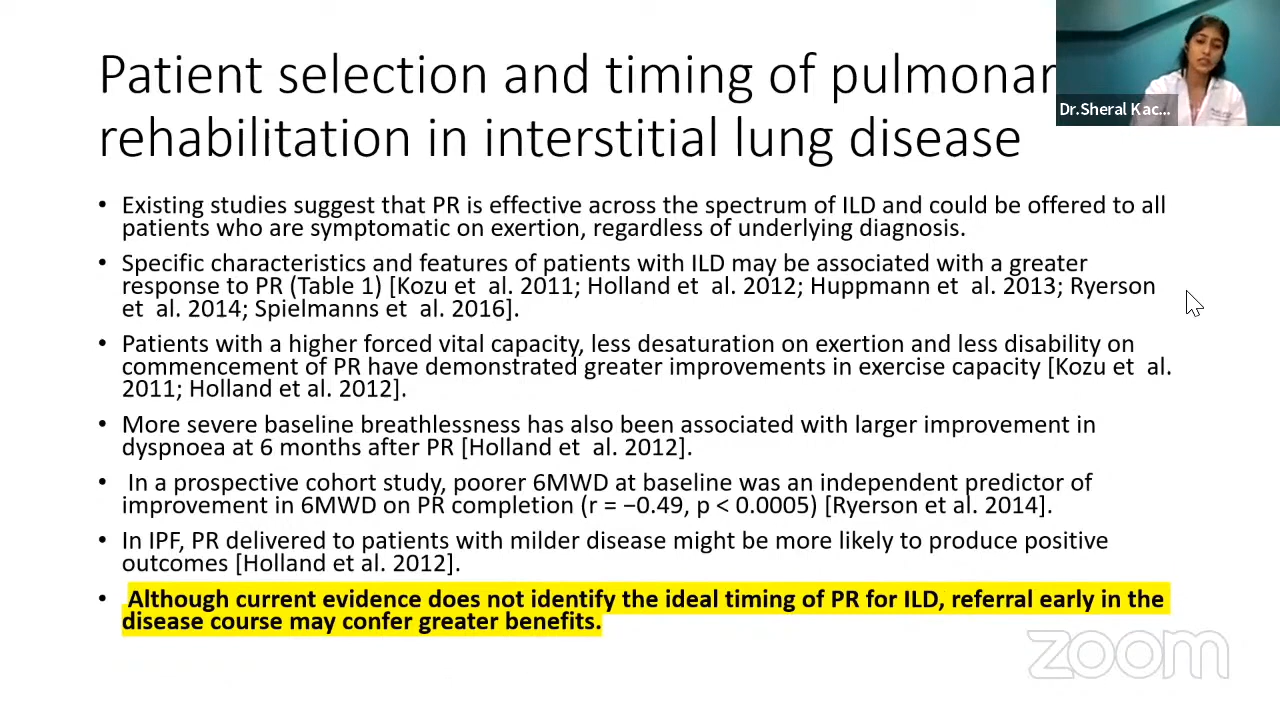 Patient selection and timing of pulmonar
rehabilitation in interstitial lung disease
Dr.Sheral Kac...
• Existing studies suggest that PR is effective across the spectrum of ILD and could be offered to all
patients who are symptomatic on exertion, regardless of underlying diagnosis.
• Specific characteristics and features of patients with ILD may be associated with a greater
response to PR (Table 1) [Kozu et al. 2011; Holland et al. 2012; Huppmann et al. 2013; Ryerson
et al. 2014; Spielmanns et al. 2016].
• Patients with a higher forced vital capacity, less desaturation on exertion and less disability on
commencement of PR have demonstrated greater improvements in exercise capacity [Kozu et al.
2011; Holland et al. 2012].
• More severe baseline breathlessness has also been associated with larger improvement in
dyspnoea at 6 months after PR [Holland et al. 2012].
• In a prospective cohort study, poorer 6MWD at baseline was an independent predictor of
improvement in 6MWD on PR completion (r = −0.49, p < 0.0005) [Ryerson et al. 2014].
• In IPF, PR delivered to patients with milder disease might be more likely to produce positive
outcomes [Holland et al. 2012].
• Although current evidence does not identify the ideal timing of PR for ILD, referral early in the
disease course may confer greater benefits.
zoom